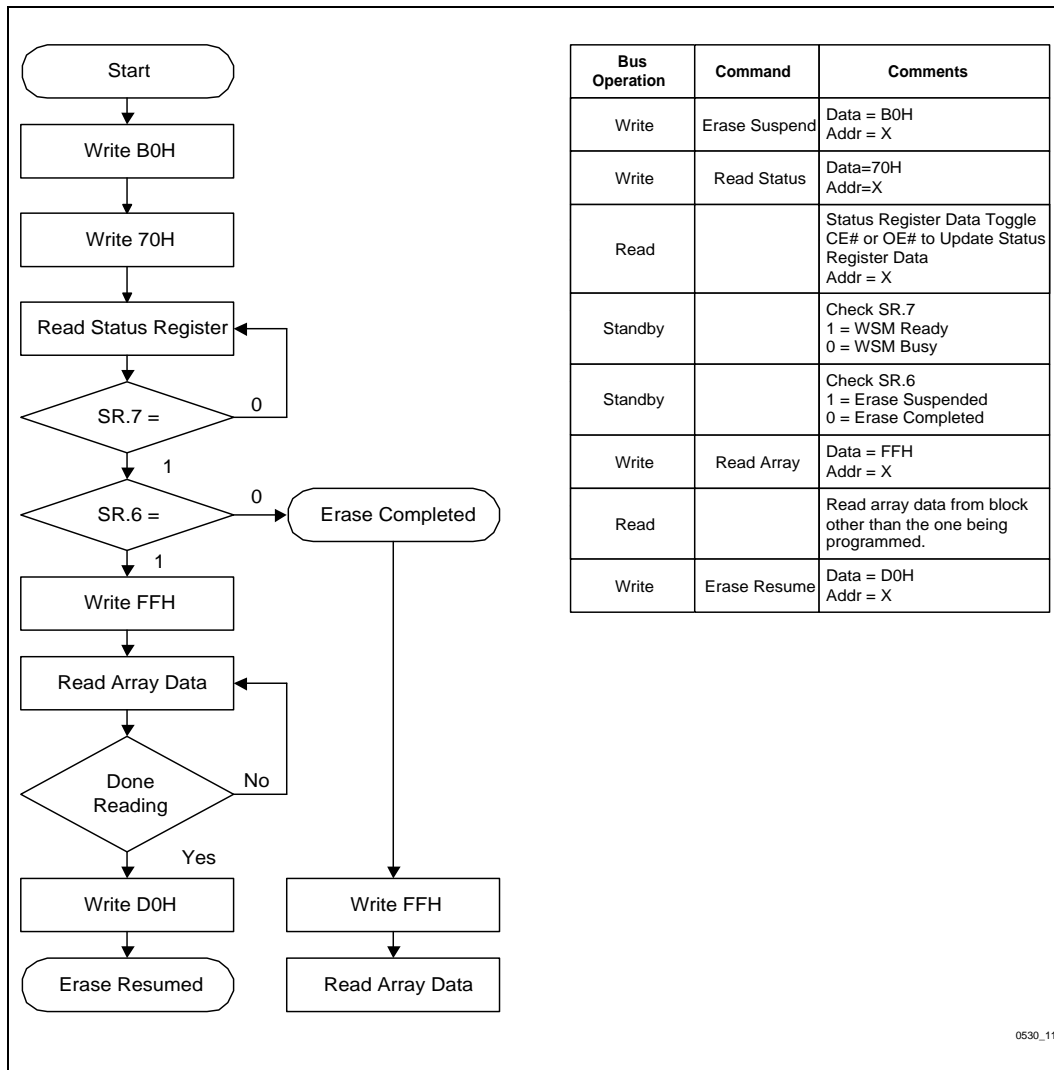 Start
Write B0H
Write 70H
Read Status Register
SR.7 =
0
1
SR.6 =
0
Erase Completed
1
Write FFH
Read Array Data
Done
Reading
No
Yes
Write D0H
Write FFH
Erase Resumed
Read Array Data
Bus
Operation
Command
Comments
Write
Erase Suspend
Data = B0H
Addr = X
Write
Read Status
Data=70H
Addr=X
Read
Status Register Data Toggle
CE# or OE# to Update Status
Register Data
Addr = X
Standby
Check SR.7
1 = WSM Ready
0 = WSM Busy
Standby
Check SR.6
1 = Erase Suspended
0 = Erase Completed
Write
Read Array
Data = FFH
Addr = X
Read
Read array data from block
other than the one being
programmed.
Write
Erase Resume
Data = D0H
Addr = X
0530_11